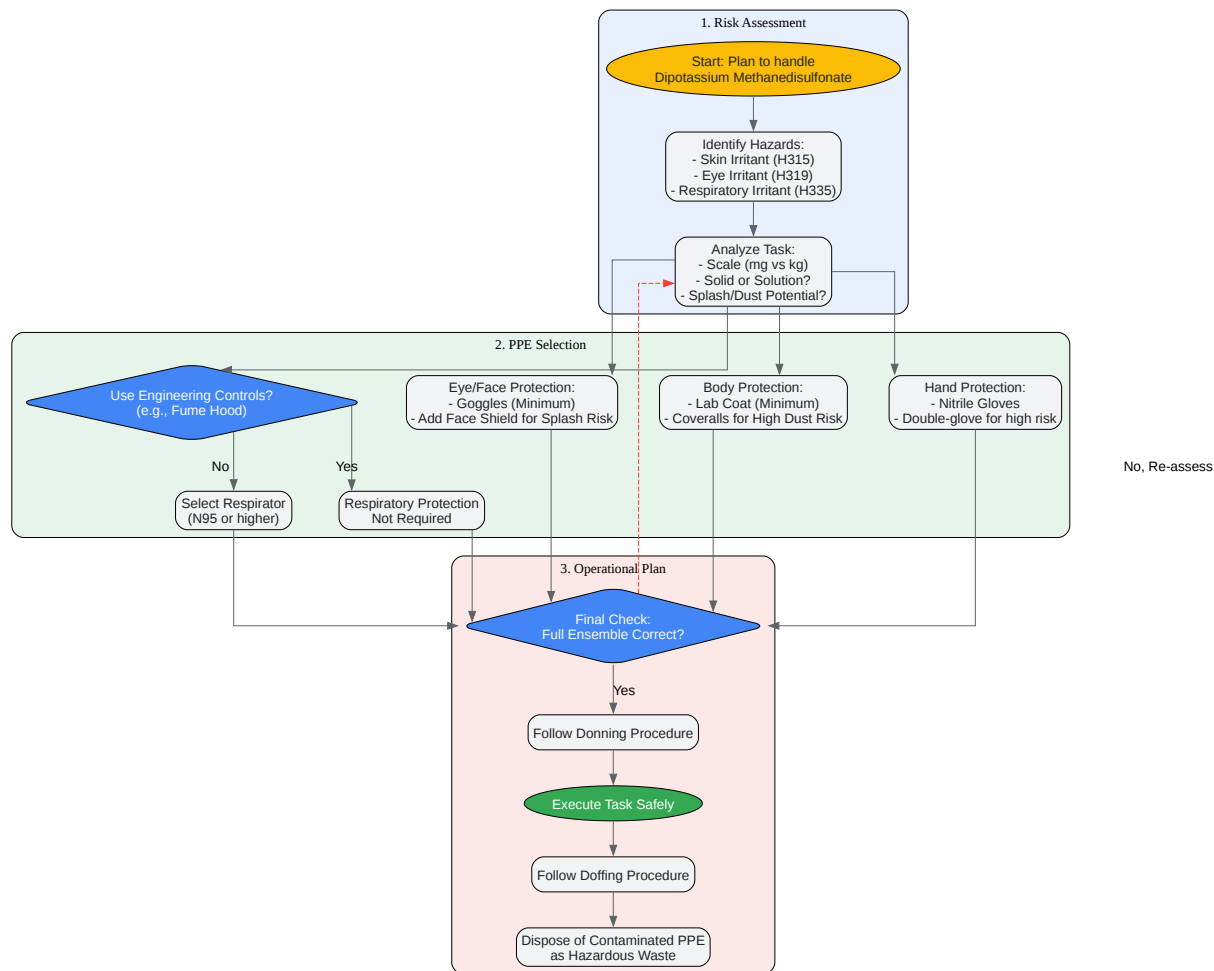 1. Risk Assessment
Start: Plan to handle
Dipotassium Methanedisulfonate
Identify Hazards:
- Skin Irritant (H315)
- Eye Irritant (H319)
- Respiratory Irritant (H335)
Analyze Task:
- Scale (mg vs kg)
- Solid or Solution?
- Splash/Dust Potential?
2. PPE Selection
Use Engineering Controls?
(e.g., Fume Hood)
Eye/Face Protection:
- Goggles (Minimum)
- Add Face Shield for Splash Risk
Body Protection:
- Lab Coat (Minimum)
- Coveralls for High Dust Risk
Hand Protection:
- Nitrile Gloves
- Double-glove for high risk
No
Yes
No, Re-assess
Select Respirator
(N95 or higher)
Respiratory Protection
Not Required
3. Operational Plan
Final Check:
Full Ensemble Correct?
Yes
Follow Donning Procedure
Execute Task Safely
Follow Doffing Procedure
Dispose of Contaminated PPE
as Hazardous Waste